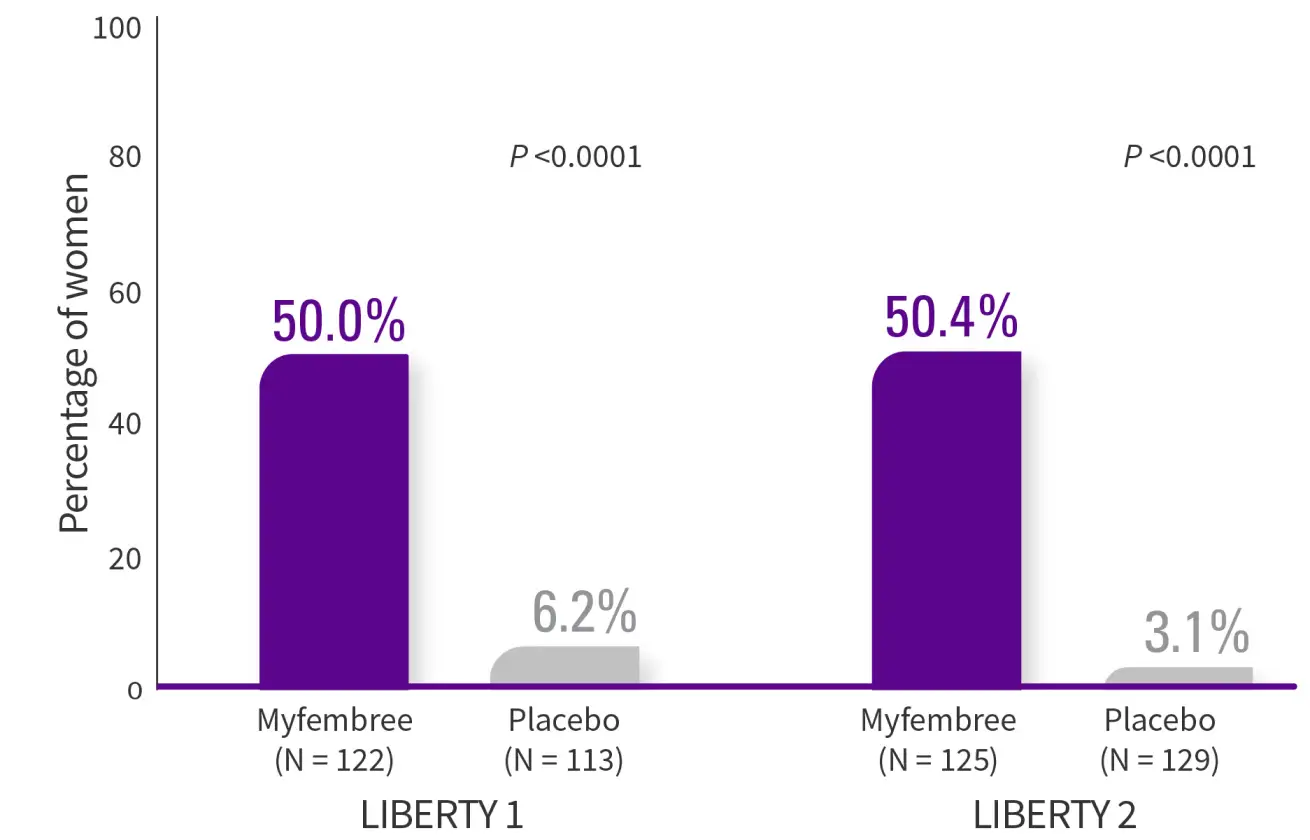 Percentage of women
100
80
60
40
20
0
P <0.0001
P <0.0001
50.0%
6.2%
50.4%
3.1%
Myfembree
(N = 122)
Placebo
(N = 113)
Myfembree
(N = 125)
Placebo
(N = 129)
LIBERTY 1
LIBERTY 2